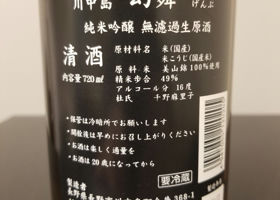 川中島 幻舞 げんぶ
純米吟醸 無濾過生原酒
清酒
内容量720ml
原材料名 米(国産)
米こうじ(国産米)
原料米 美山錦100%使用
精米歩合 49%
アルコール分 16度
杜氏 千野麻里子
・保管は冷暗所でお願いします
・開栓後は早めにお召し上がりください
・お酒は楽しく適量を
・お酒は20歳になってから
要冷蔵
製造者